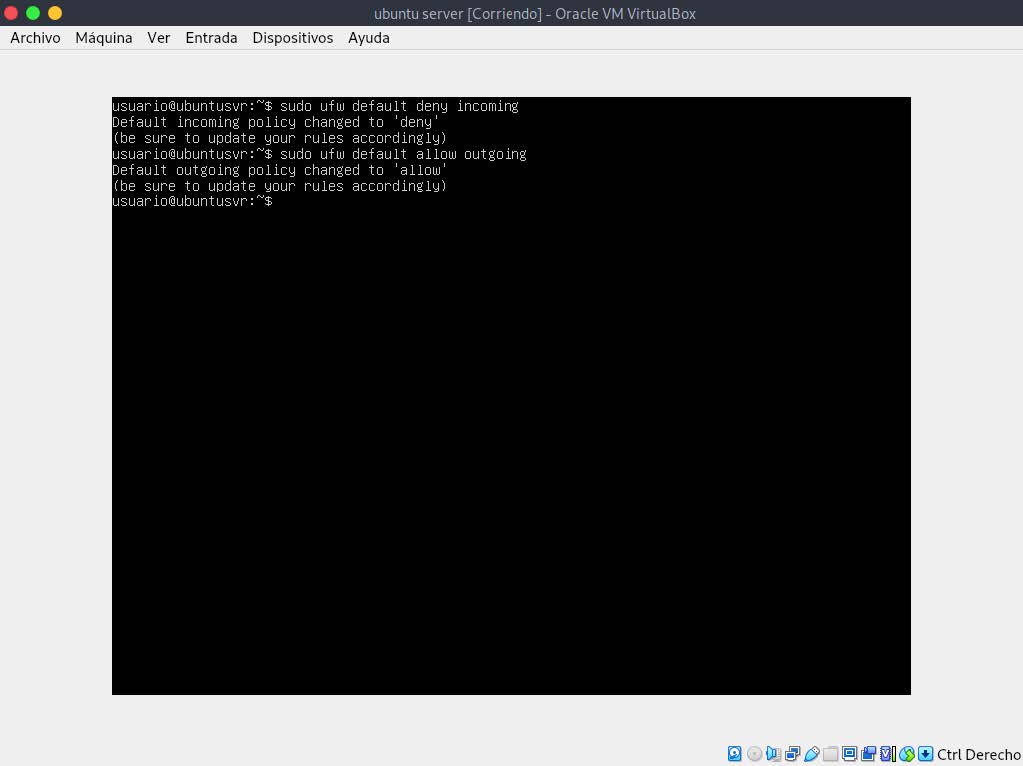 ubuntu server [Corriendo] - Oracle VM VirtualBox
Archivo Máquina Ver Entrada Dispositivos Ayuda
usuario@ubuntusvr:~$ sudo ufw default deny incoming
Default incoming policy changed to 'deny'
(be sure to update your rules accordingly)
usuario@ubuntusvr:~$ sudo ufw default allow outgoing
Default outgoing policy changed to 'allow'
(be sure to update your rules accordingly)
usuario@ubuntusvr:~$
Ctrl Derecho